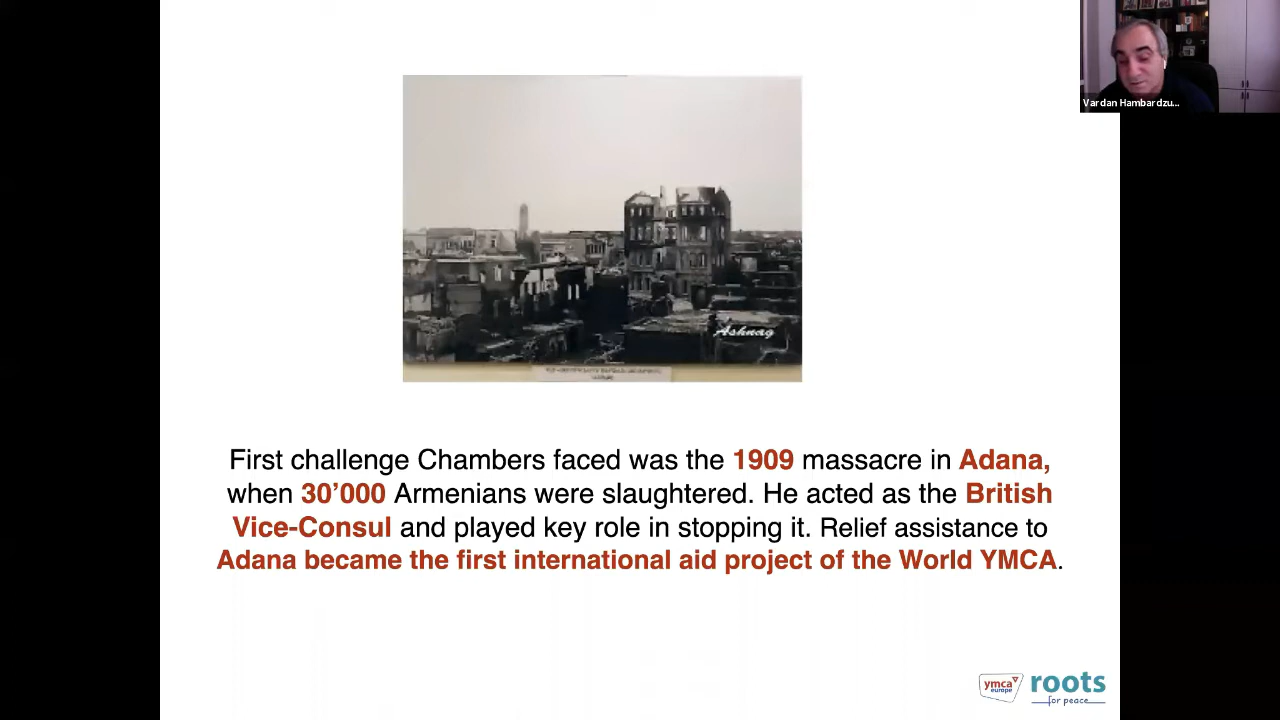 Vardan Hambardzu...
Ashnag
First challenge Chambers faced was the 1909 massacre in Adana,
when 30’000 Armenians were slaughtered. He acted as the British
Vice-Consul and played key role in stopping it. Relief assistance to
Adana became the first international aid project of the World YMCA.
ymca
europe
roots
for peace